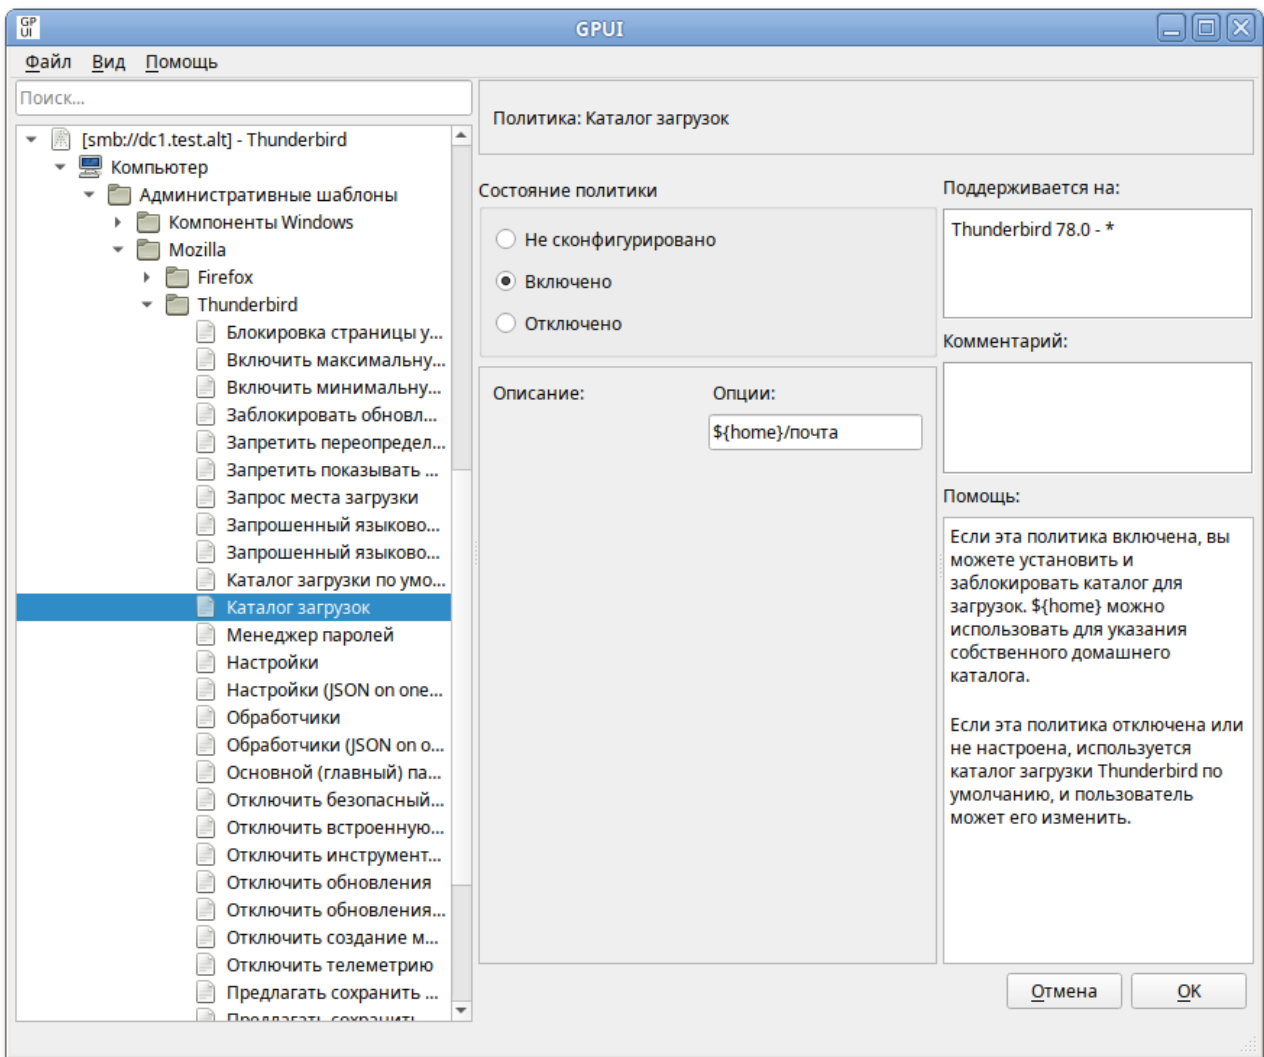 GP
UI
GPUI
Файл Вид Помощь
Поиск...
[smb://dc1.test.alt] - Thunderbird
Компьютер
Административные шаблоны
Компоненты Windows
Mozilla
Firefox
Thunderbird
Блокировка страницы у...
Включить максимальну...
Включить минимальну...
Заблокировать обновл...
Запретить переопредел...
Запретить показывать ...
Запрос места загрузки
Запрошенный языково...
Запрошенный языково...
Каталог загрузки по умо...
Каталог загрузок
Менеджер паролей
Настройки
Настройки (JSON on one...
Обработчики
Обработчики (JSON on o...
Основной (главный) па...
Отключить безопасный...
Отключить встроенную...
Отключить инструмент...
Отключить обновления
Отключить обновления...
Отключить создание м...
Отключить телеметрию
Предлагать сохранить ...
Предлагать сохранить
Политика: Каталог загрузок
Состояние политики
Не сконфигурировано
Включено
Отключено
Описание: Опции:
${home}/почта
Поддерживается на:
Thunderbird 78.0 - *
Комментарий:
Помощь:
Если эта политика включена, вы
можете установить и
заблокировать каталог для
загрузок. ${home} можно
использовать для указания
собственного домашнего
каталога.
Если эта политика отключена или
не настроена, используется
каталог загрузки Thunderbird по
умолчанию, и пользователь
может его изменить.
Отмена OK